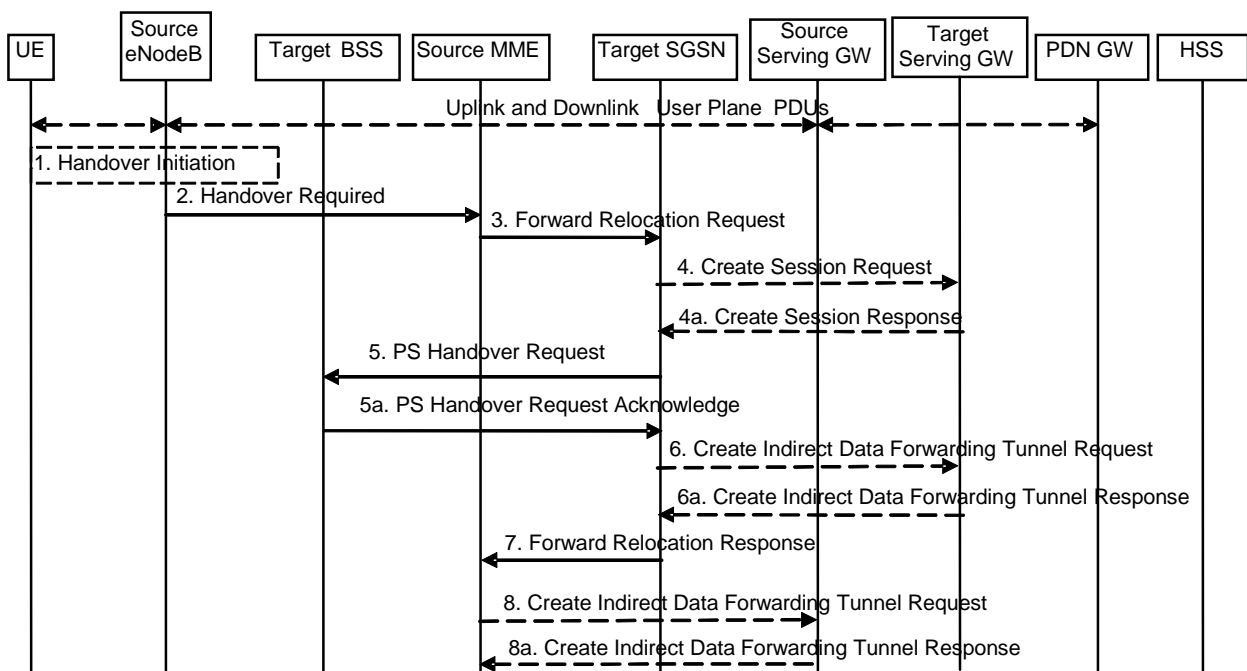 UE
Source
eNodeB
Target BSS
Source MME
Target SGSN
Source
Serving GW
Target
Serving GW
PDN GW
HSS
Uplink and Downlink User Plane PDUs
1. Handover Initiation
2. Handover Required
3. Forward Relocation Request
4. Create Session Request
4a. Create Session Response
5. PS Handover Request
5a. PS Handover Request Acknowledge
6. Create Indirect Data Forwarding Tunnel Request
6a. Create Indirect Data Forwarding Tunnel Response
7. Forward Relocation Response
8. Create Indirect Data Forwarding Tunnel Request
8a. Create Indirect Data Forwarding Tunnel Response